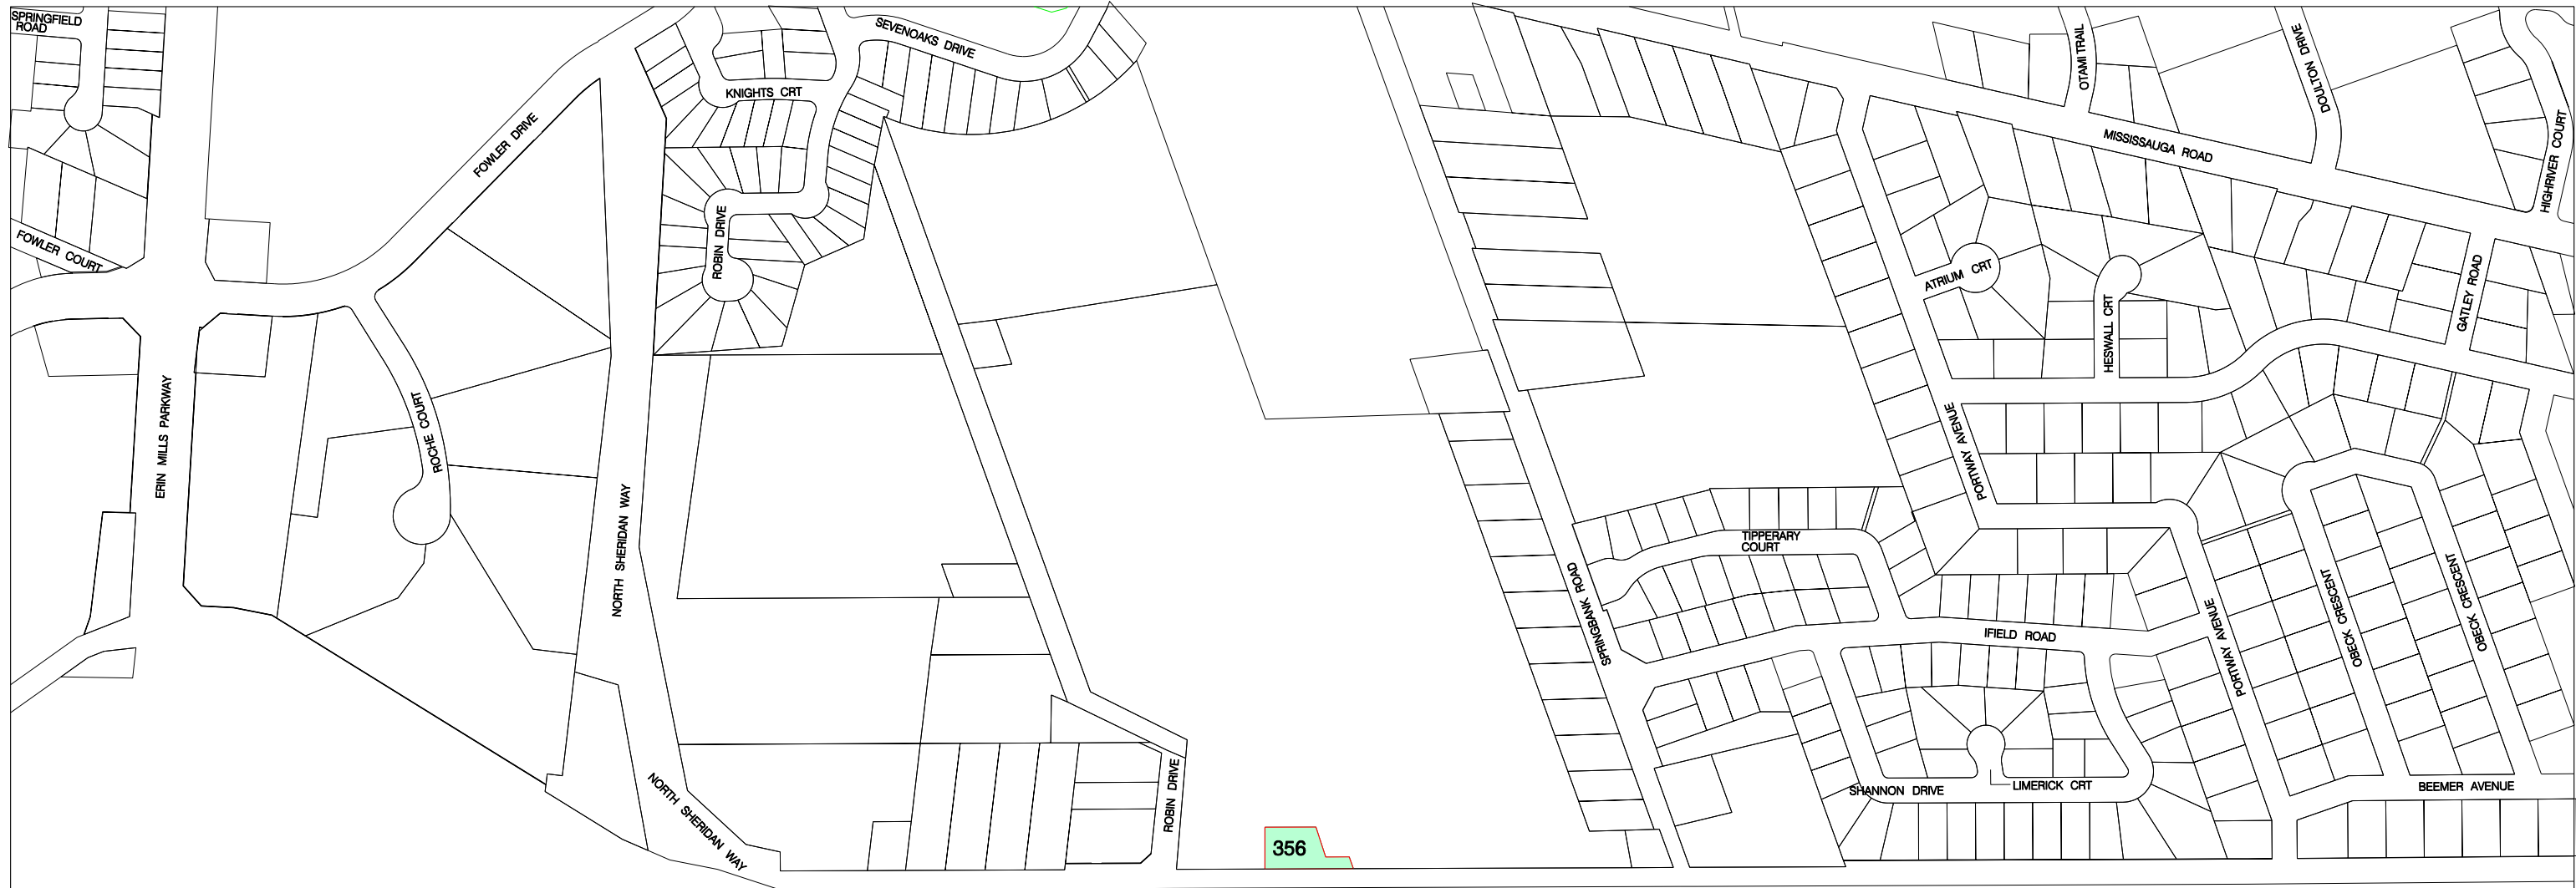 SPRINGFIELD
ROAD
SEVENOAKS DRIVE
OTAMI TRAIL
DOULTON DRIVE
KNIGHTS CRT
FOWLER DRIVE
MISSISSAUGA ROAD
HIGHRIVER COURT
FOWLER COURT
ROBIN DRIVE
ATRIUM CRT
HESWALL CRT
GATLEY ROAD
ERIN MILLS PARKWAY
ROCHE COURT
PORTWAY AVENUE
NORTH SHERIDAN WAY
TIPPERARY
COURT
SPRINGBANK ROAD
OBECK CRESCENT
OBECK CRESCENT
IFIELD ROAD
PORTWAY AVENUE
NORTH SHERIDAN WAY
ROBIN DRIVE
SHANNON DRIVE
LIMERICK CRT
BEEMER AVENUE
356